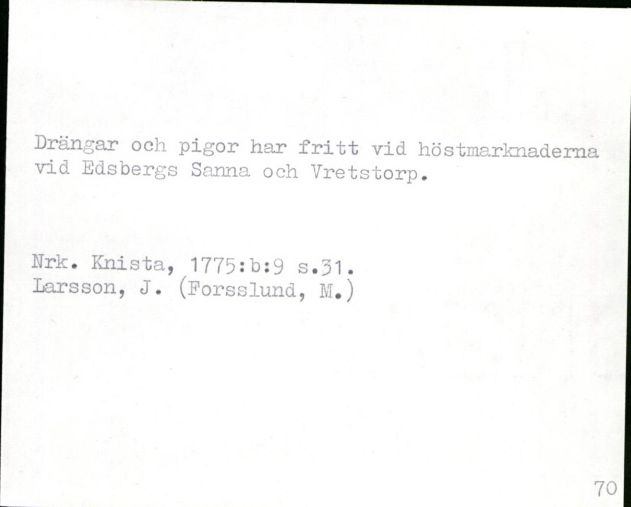 Drängar och pigor har fritt vid höstmarknaderna
vid Edsbergs Sanna och Vretstorp.
Nrk. Knista, 1775:b:9 s.31.
Larsson, J. (Forsslund, M.)
70